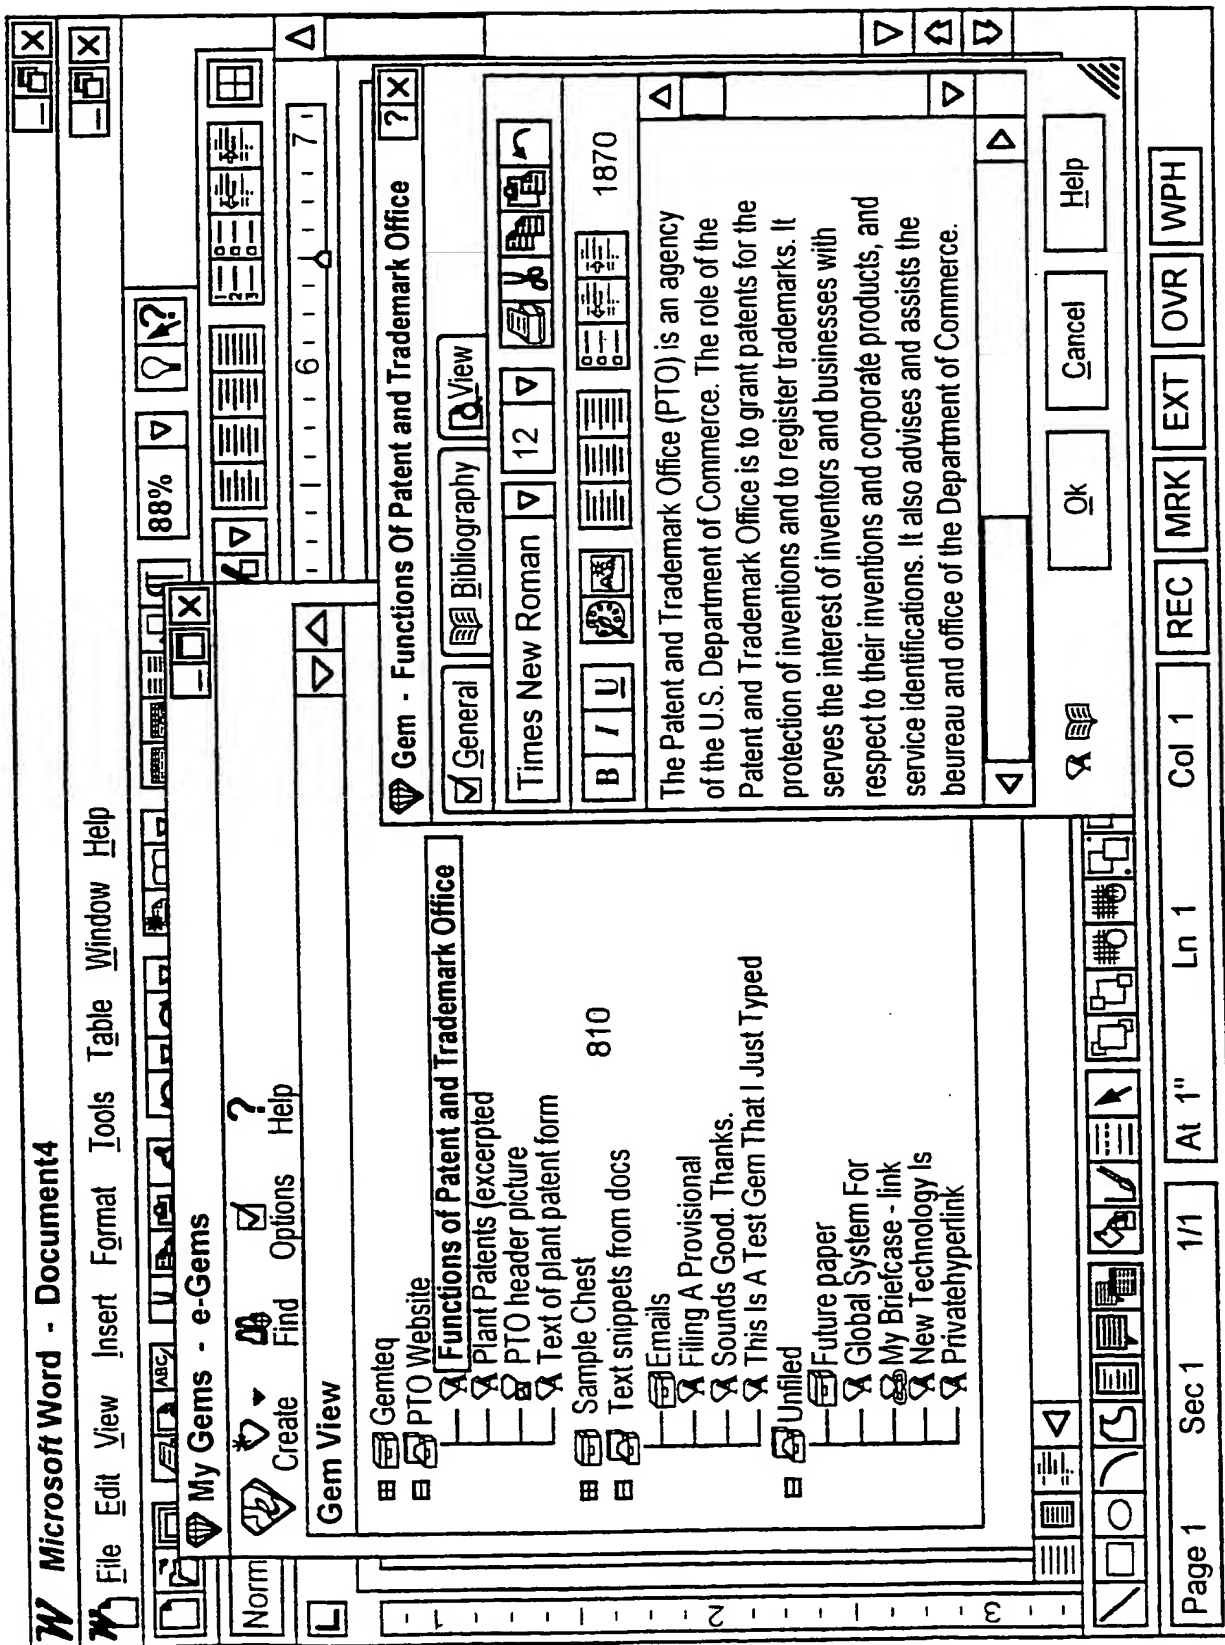 W Microsoft Word - Document4
File Edit View Insert Format Tools Table Window Help
ABC
88%
?
Norm
1 2 3
6 7
My Gems - e-Gems
Create Find Options Help
?
Gem View
Gemteq
PTO Website
Functions of Patent and Trademark Office
Plant Patents (excerpted
PTO header picture
Text of plant patent form
810
Sample Chest
Text snippets from docs
Emails
Filing A Provisional
Sounds Good. Thanks.
This Is A Test Gem That I Just Typed
Unfiled
Future paper
Global System For
My Briefcase - link
New Technology Is
Privatehyperlink
Gem - Functions Of Patent and Trademark Office
?
General Bibliography View
Times New Roman 12
B I U
1870
The Patent and Trademark Office (PTO) is an agency
of the U.S. Department of Commerce. The role of the
Patent and Trademark Office is to grant patents for the
protection of inventions and to register trademarks. It
serves the interest of inventors and businesses with
respect to their inventions and corporate products, and
service identifications. It also advises and assists the
beureau and office of the Department of Commerce.
Ok Cancel Help
1
2
3
Page 1 Sec 1 1/1 At 1" Ln 1 Col 1 REC MRK EXT OVR WPH